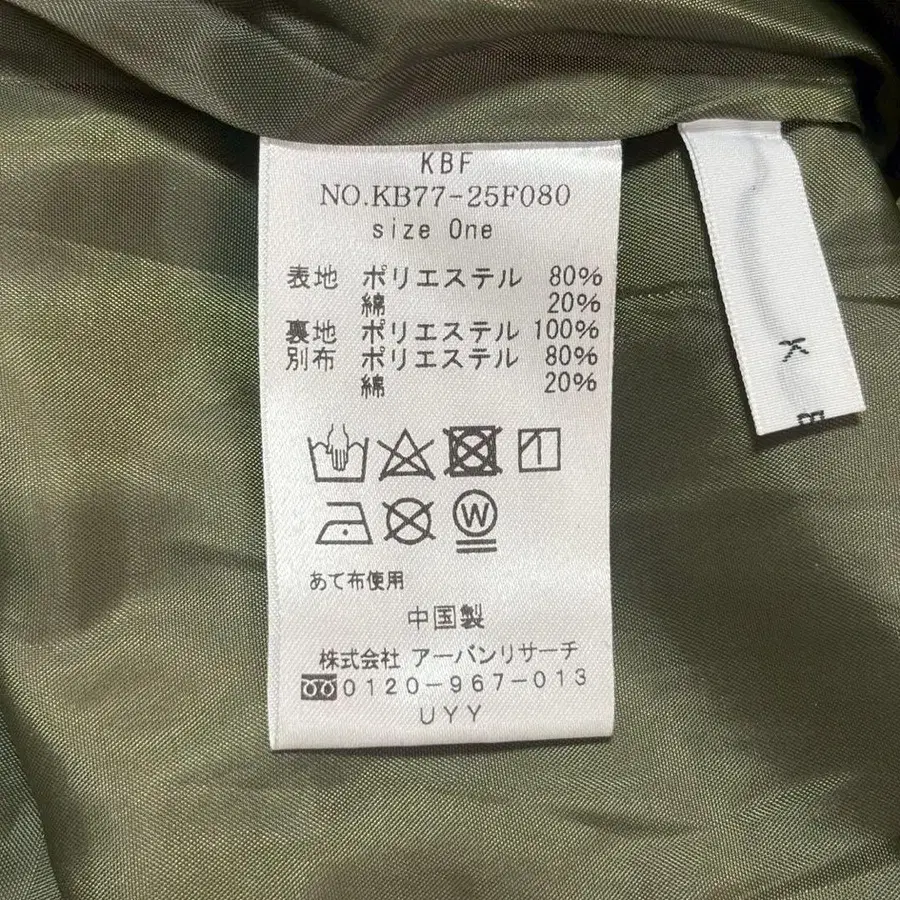 KBF
NO.KB77-25F080
size One
表地 ポリエステル 80%
綿 20%
裏地 ポリエステル 100%
別布 ポリエステル 80%
綿 20%
W
あて布使用
中国製
株式会社 アーバンリサーチ
0120-967-013
UYY
K
B